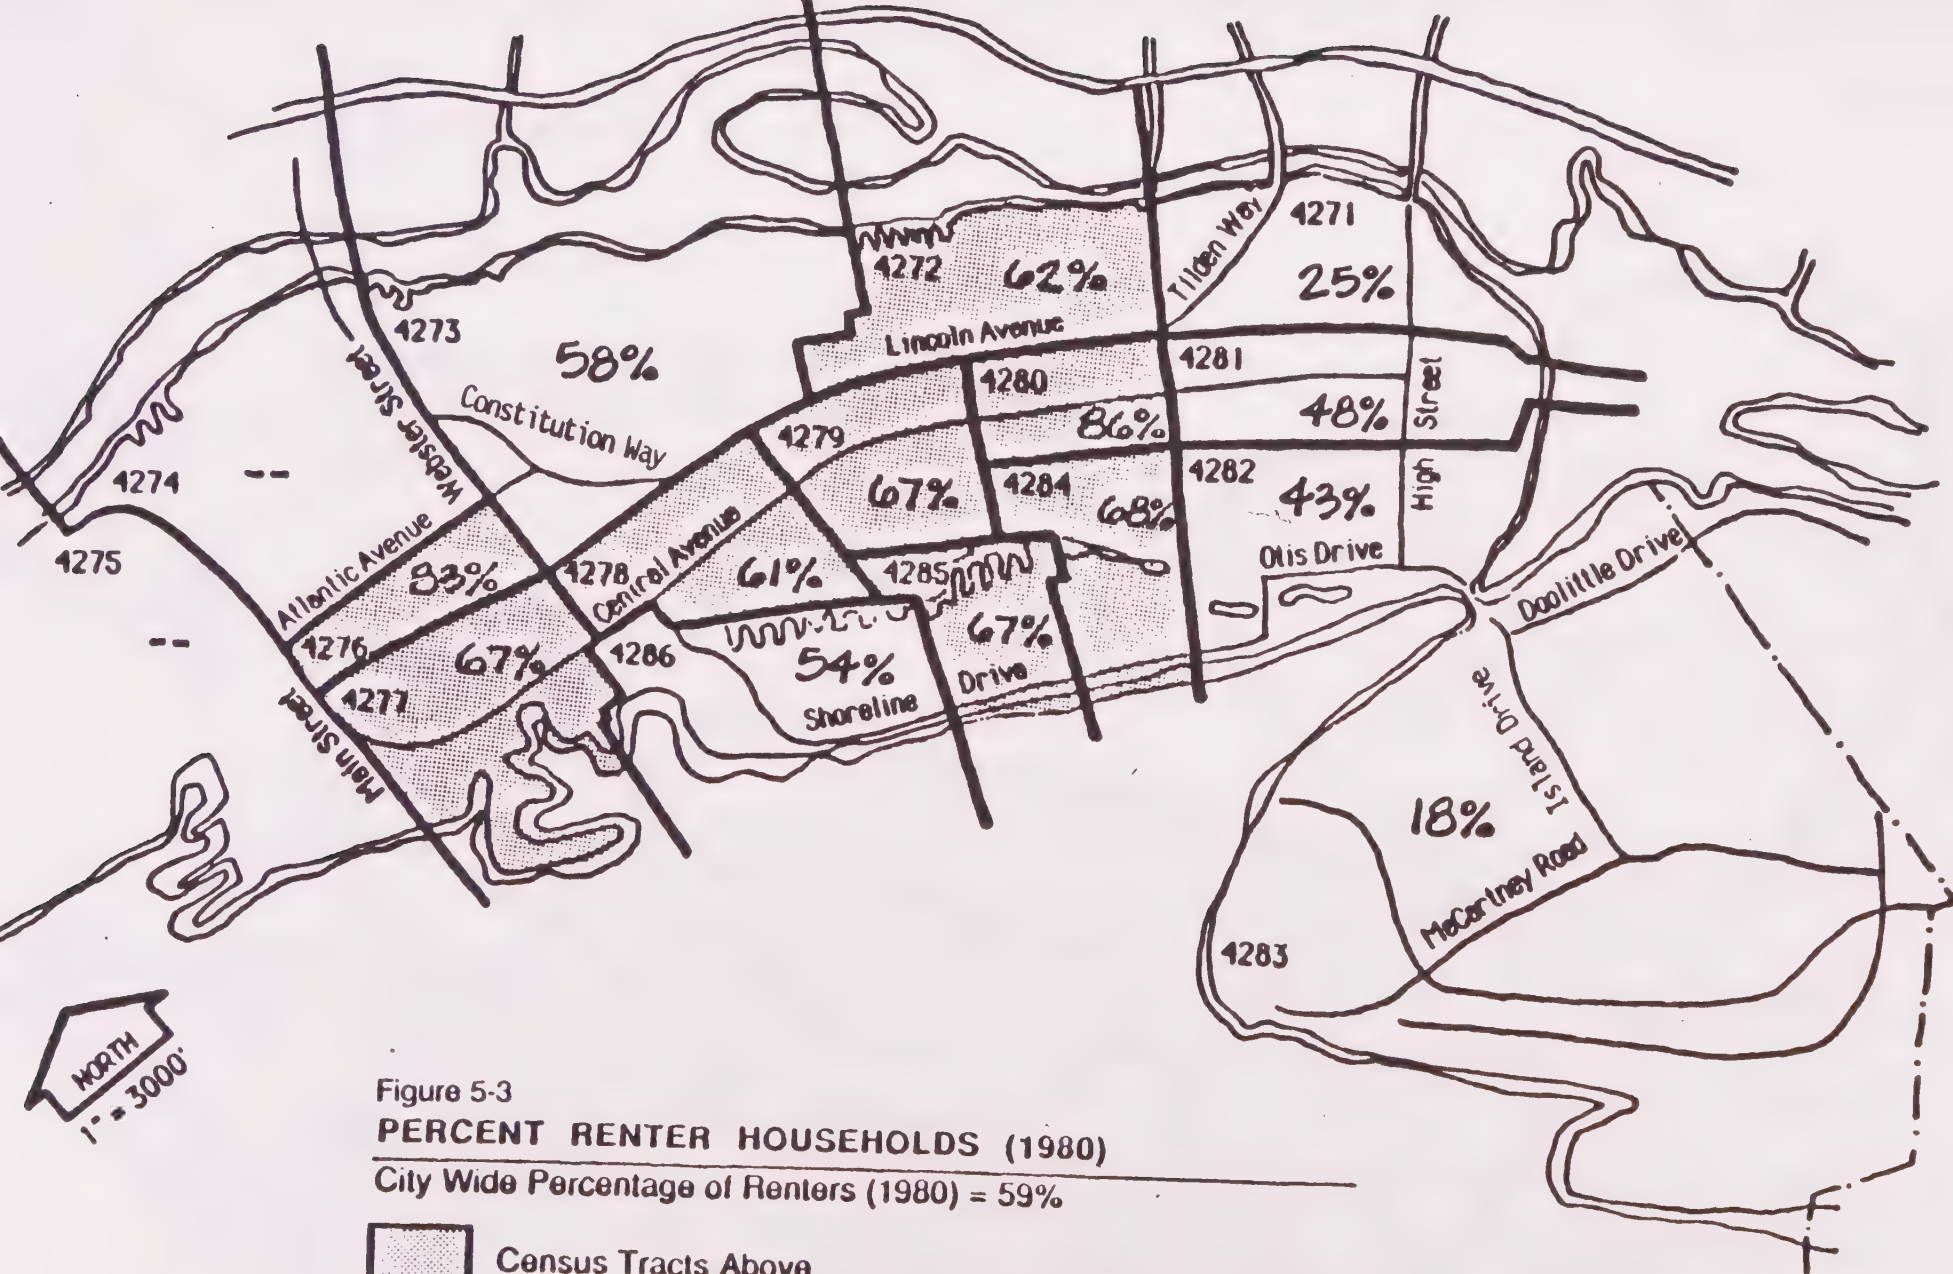 4271
Tilden Way
25%
4272
62%
Lincoln Avenue
4273
58%
Webster Street
Constitution Way
4281
High Street
4280
86%
48%
4279
4274
--
4282
43%
67%
4284
68%
4275
Atlantic Avenue
Central Avenue
Otis Drive
Doolittle Drive
4278
61%
4285
4276
67%
4286
67%
54%
Drive
4277
Shoreline
Main Street
--
Island Drive
18%
McCartney Road
4283
NORTH
1" = 3000'
Figure 5-3
PERCENT RENTER HOUSEHOLDS (1980)
City Wide Percentage of Renters (1980) = 59%
Census Tracts Above